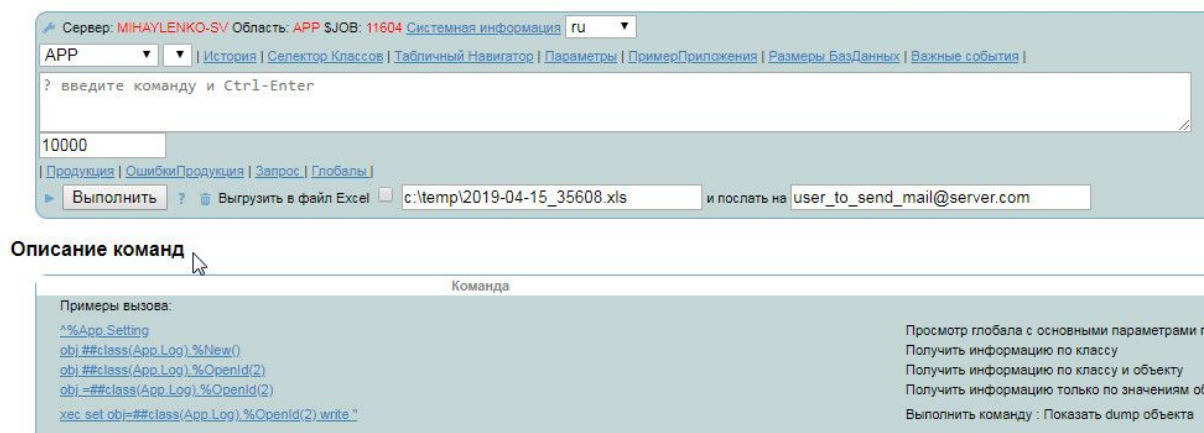 Сервер: MIHAYLENKO-SV Область: APP $JOB: 11604 Системная информация ru
APP | История | Селектор Классов | Табличный Навигатор | Параметры | ПримерПриложения | Размеры БазДанных | Важные события |
? введите команду и Ctrl-Enter
10000
| Продукция | ОшибкиПродукция | Запрос | Глобалы |
Выполнить ? Выгрузить в файл Excel c:\temp\2019-04-15_35608.xls и послать на user_to_send_mail@server.com
Описание команд
Команда
Примеры вызова:
^%App.Setting Просмотр глобала с основными параметрами
obj ##class(App.Log).%New() Получить информацию по классу
obj ##class(App.Log).%OpenId(2) Получить информацию по классу и объекту
obj =##class(App.Log).%OpenId(2) Получить информацию только по значениям
xec set obj=##class(App.Log).%OpenId(2) write " Выполнить команду : Показать dump объекта